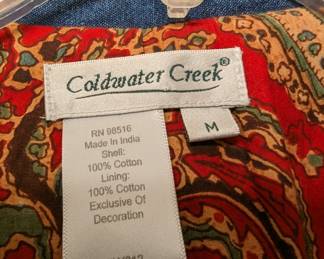 Coldwater Creek®
M
RN 98516
Made In India
Shell:
100% Cotton
Lining:
100% Cotton
Exclusive Of
Decoration